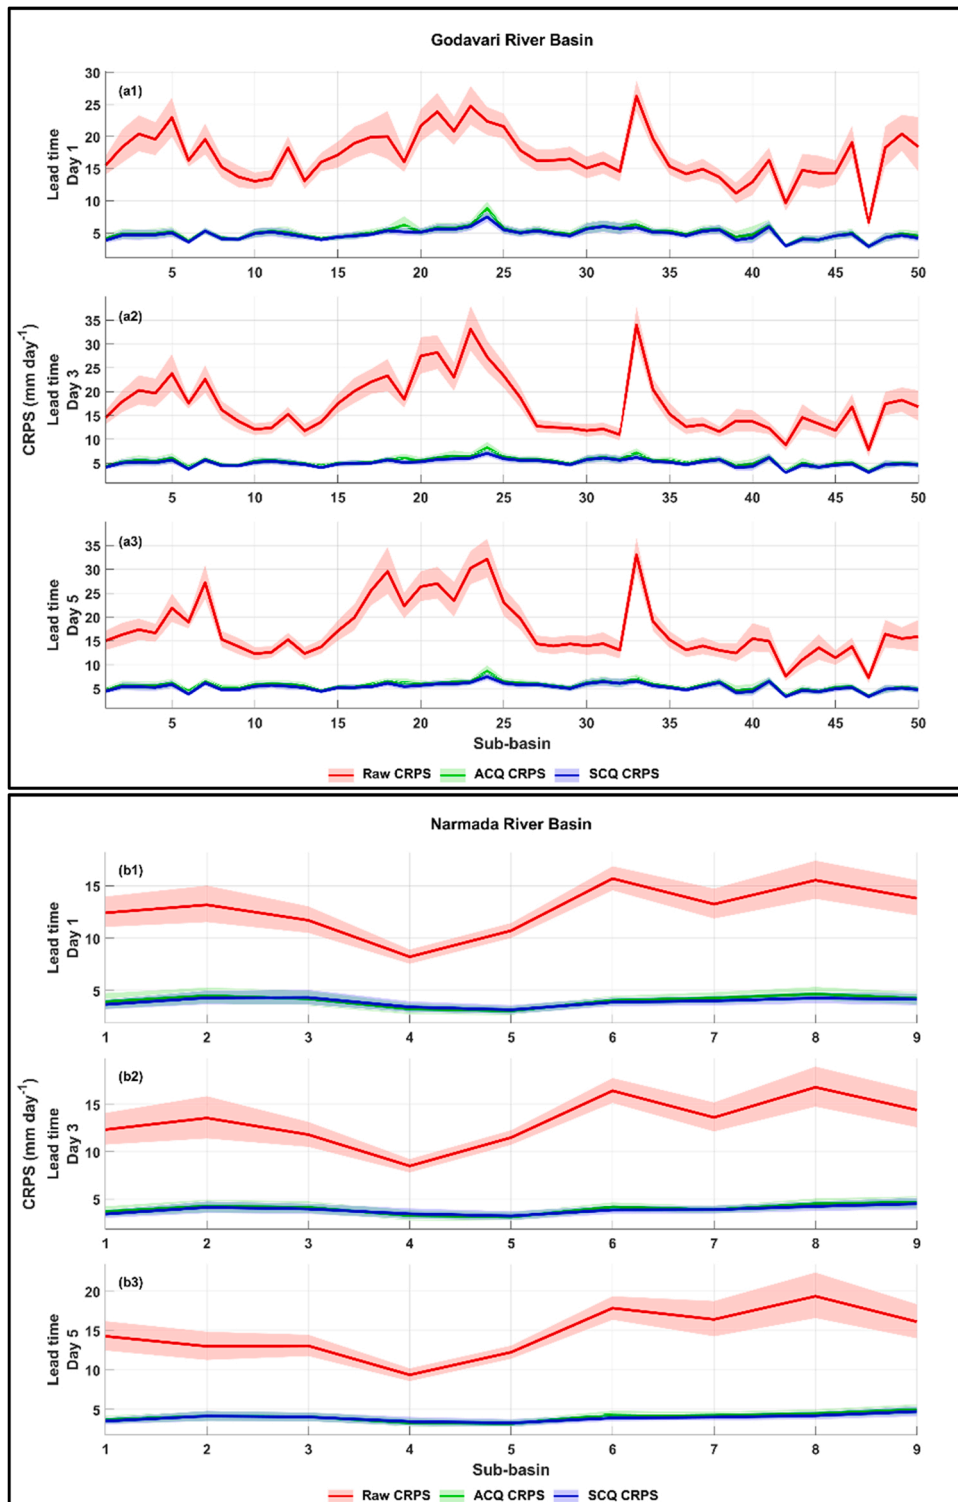 Godavari River Basin
(a1)
30
25
20
15
10
5
Lead time
Day 1
5 10 15 20 25 30 35 40 45 50
(a2)
35
30
25
20
15
10
5
CRPS (mm day-1)
Lead time
Day 3
5 10 15 20 25 30 35 40 45 50
(a3)
35
30
25
20
15
10
5
Lead time
Day 5
5 10 15 20 25 30 35 40 45 50
Sub-basin
Raw CRPS ACQ CRPS SCQ CRPS
Narmada River Basin
(b1)
15
10
5
Lead time
Day 1
1 2 3 4 5 6 7 8 9
(b2)
15
10
5
CRPS (mm day-1)
Lead time
Day 3
1 2 3 4 5 6 7 8 9
(b3)
20
15
10
5
Lead time
Day 5
1 2 3 4 5 6 7 8 9
Sub-basin
Raw CRPS ACQ CRPS SCQ CRPS